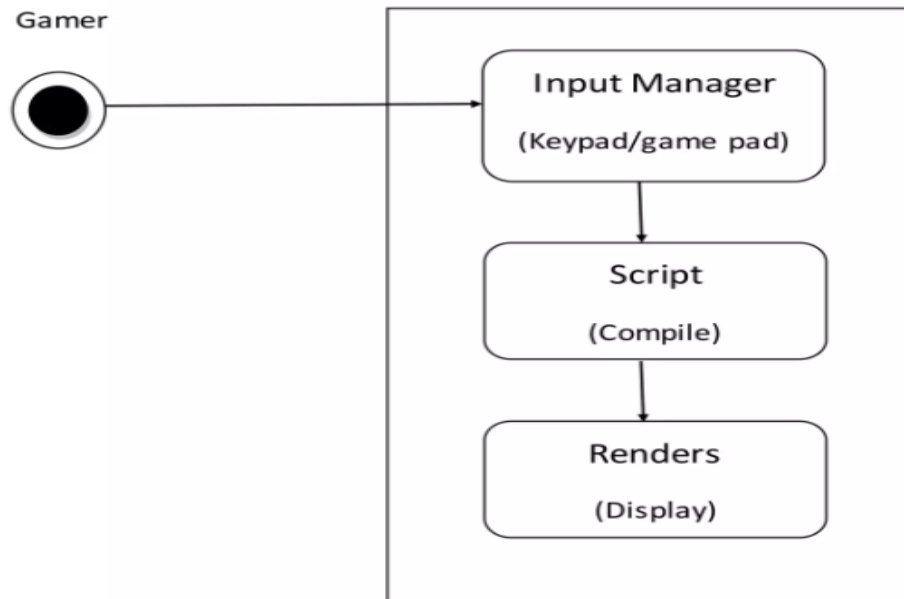 Gamer
Input Manager
(Keypad/game pad)
Script
(Compile)
Renders
(Display)